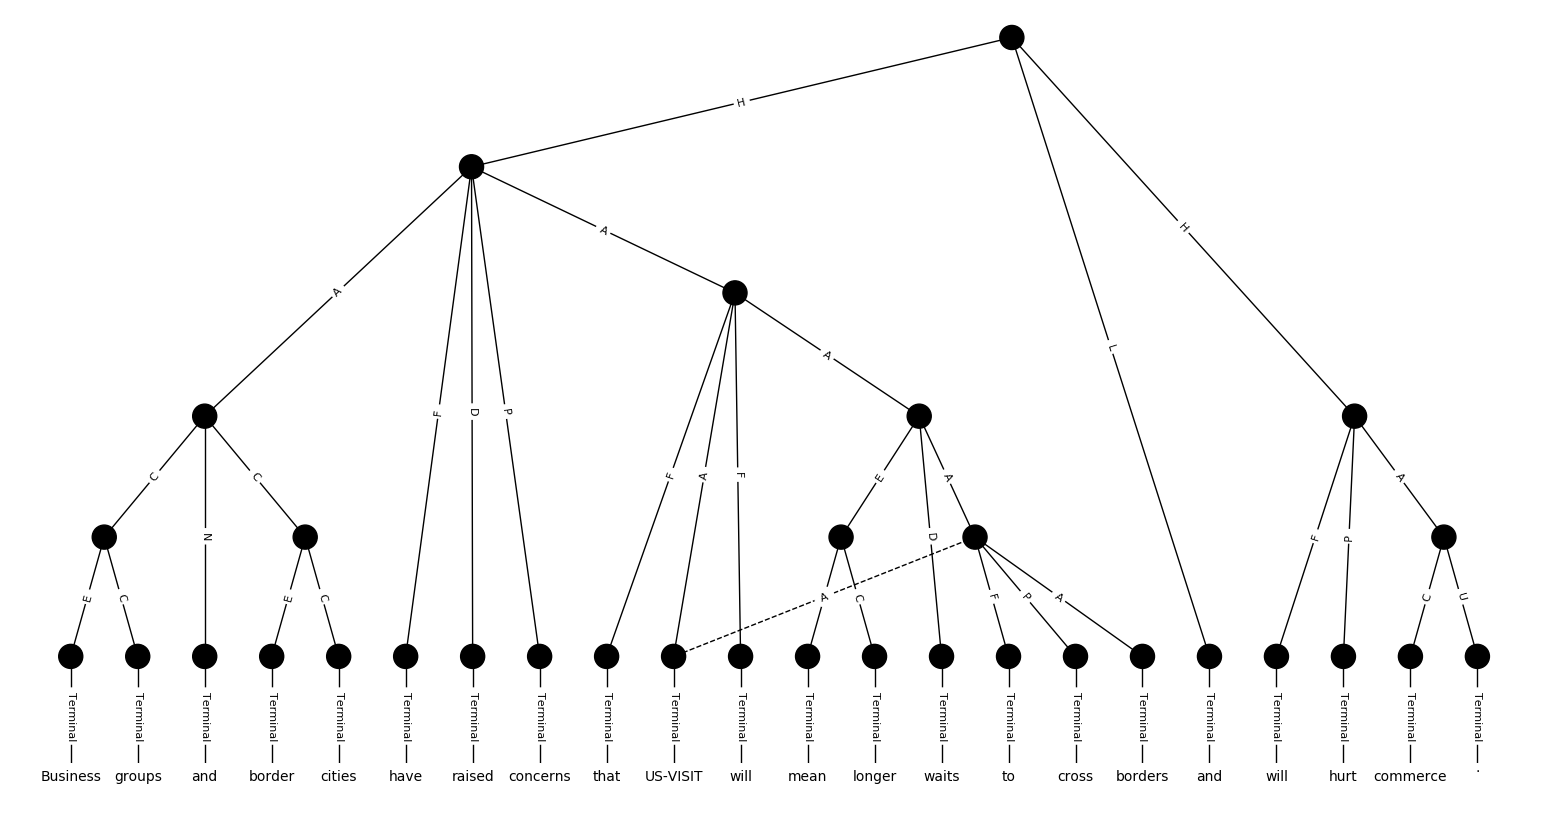 H
H
A
A
L
A
F
D
P
C
C
F
A
F
E
A
A
N
D
F
P
A
E
C
E
C
A
C
F
P
A
C
U
Terminal Terminal Terminal Terminal Terminal Terminal Terminal Terminal Terminal Terminal Terminal Terminal Terminal Terminal Terminal Terminal Terminal Terminal Terminal Terminal Terminal Terminal
Business groups and border cities have raised concerns that US-VISIT will mean longer waits to cross borders and will hurt commerce .